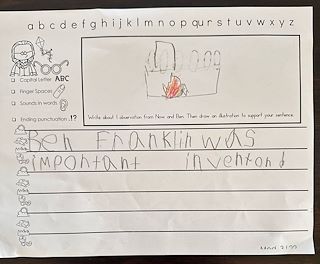 a b c d e f g h i j k l m n o p q u r s t u v w x y z
Capital Letter ABC
Finger Spaces
Sounds in words
Ending punctuation .!?
Write about 1 observation from Now and Ben. Then draw an illustration to support your sentence.
Ben Franklin was
important inventor!